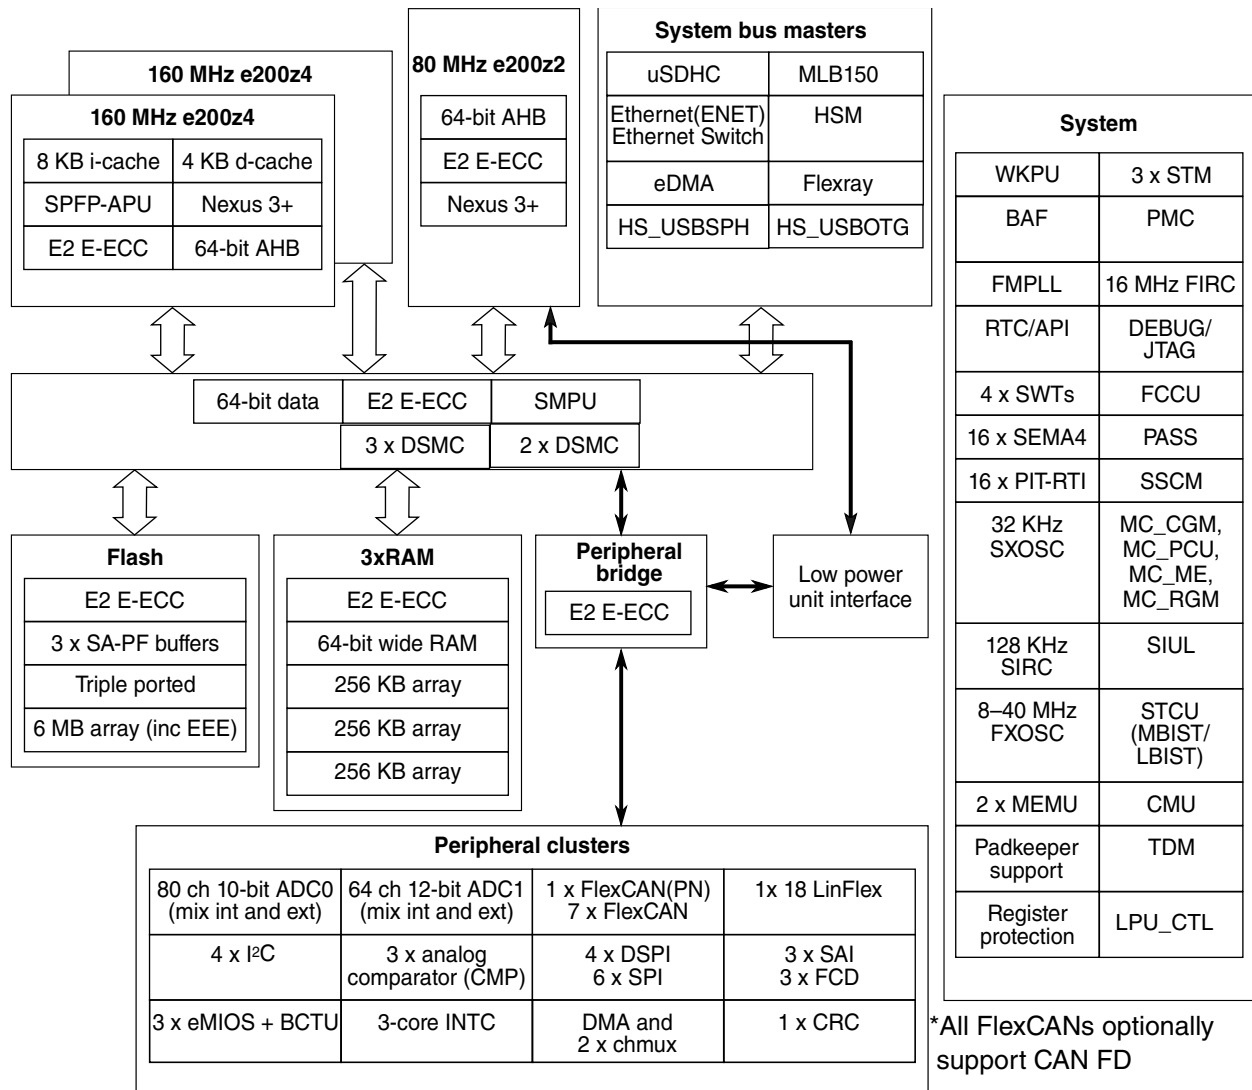 160 MHz e200z4
160 MHz e200z4
8 KB i-cache
4 KB d-cache
SPFP-APU
Nexus 3+
E2 E-ECC
64-bit AHB
80 MHz e200z2
64-bit AHB
E2 E-ECC
Nexus 3+
System bus masters
uSDHC
MLB150
Ethernet(ENET)
Ethernet Switch
HSM
eDMA
Flexray
HS_USBSPH
HS_USBOTG
64-bit data
E2 E-ECC
SMPU
3 x DSMC
2 x DSMC
Flash
E2 E-ECC
3 x SA-PF buffers
Triple ported
6 MB array (inc EEE)
3xRAM
E2 E-ECC
64-bit wide RAM
256 KB array
256 KB array
256 KB array
Peripheral
bridge
E2 E-ECC
Low power
unit interface
Peripheral clusters
80 ch 10-bit ADC0
(mix int and ext)
64 ch 12-bit ADC1
(mix int and ext)
1 x FlexCAN(PN)
7 x FlexCAN
1x 18 LinFlex
4 x I²C
3 x analog
comparator (CMP)
4 x DSPI
6 x SPI
3 x SAI
3 x FCD
3 x eMIOS + BCTU
3-core INTC
DMA and
2 x chmux
1 x CRC
System
WKPU
3 x STM
BAF
PMC
FMPLL
16 MHz FIRC
RTC/API
DEBUG/
JTAG
4 x SWTs
FCCU
16 x SEMA4
PASS
16 x PIT-RTI
SSCM
32 KHz
SXOSC
MC_CGM,
MC_PCU,
MC_ME,
MC_RGM
128 KHz
SIRC
SIUL
8–40 MHz
FXOSC
STCU
(MBIST/
LBIST)
2 x MEMU
CMU
Padkeeper
support
TDM
Register
protection
LPU_CTL
*All FlexCANs optionally
support CAN FD